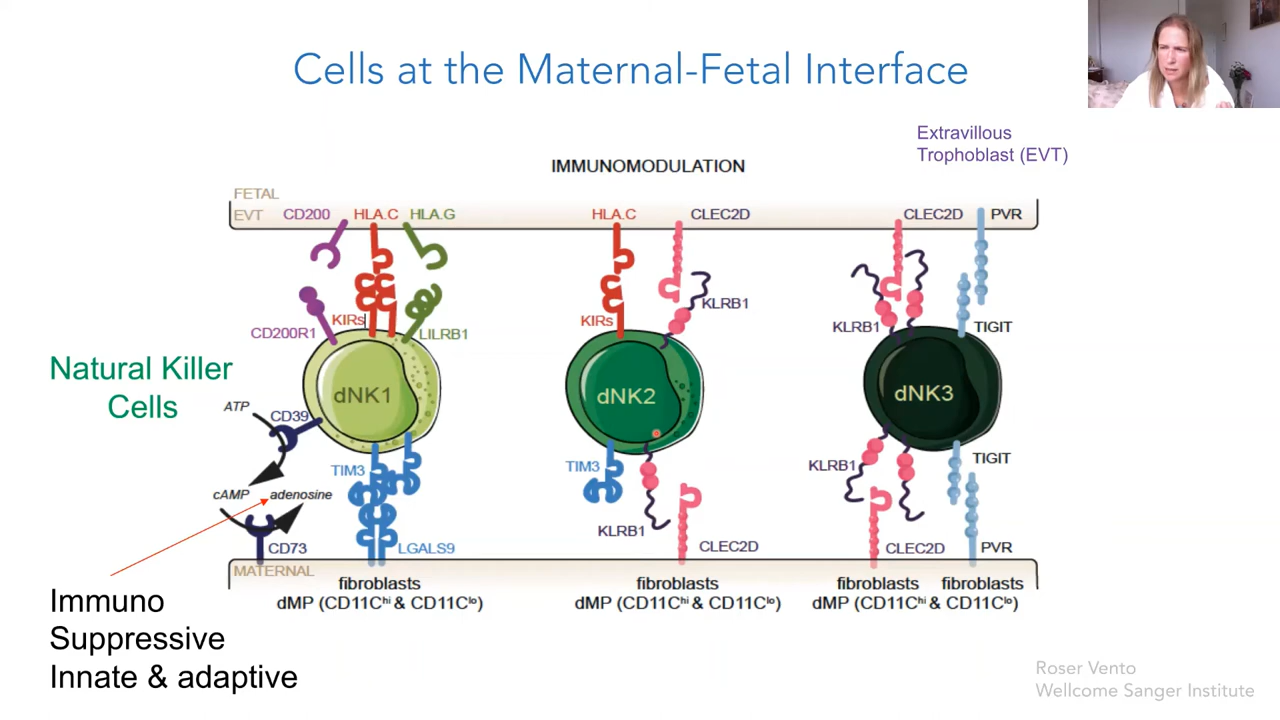 Cells at the Maternal-Fetal Interface
Extravillous
Trophoblast (EVT)
IMMUNOMODULATION
FETAL
EVT CD200 HLA.C HLA.G HLA.C CLEC2D CLEC2D PVR
KLRB1
KIRs KIRs KLRB1 TIGIT
CD200R1 LILRB1
Natural Killer
Cells
dNK1 dNK2 dNK3
ATP
CD39
TIM3 TIM3 KLRB1 TIGIT
cAMP adenosine
KLRB1
CD73 LGALS9 CLEC2D CLEC2D PVR
MATERNAL
fibroblasts fibroblasts fibroblasts fibroblasts
dMP (CD11Cʰⁱ & CD11Cˡᵒ) dMP (CD11Cʰⁱ & CD11Cˡᵒ) dMP (CD11Cʰⁱ & CD11Cˡᵒ)
Immuno
Suppressive
Innate & adaptive
Roser Vento
Wellcome Sanger Institute